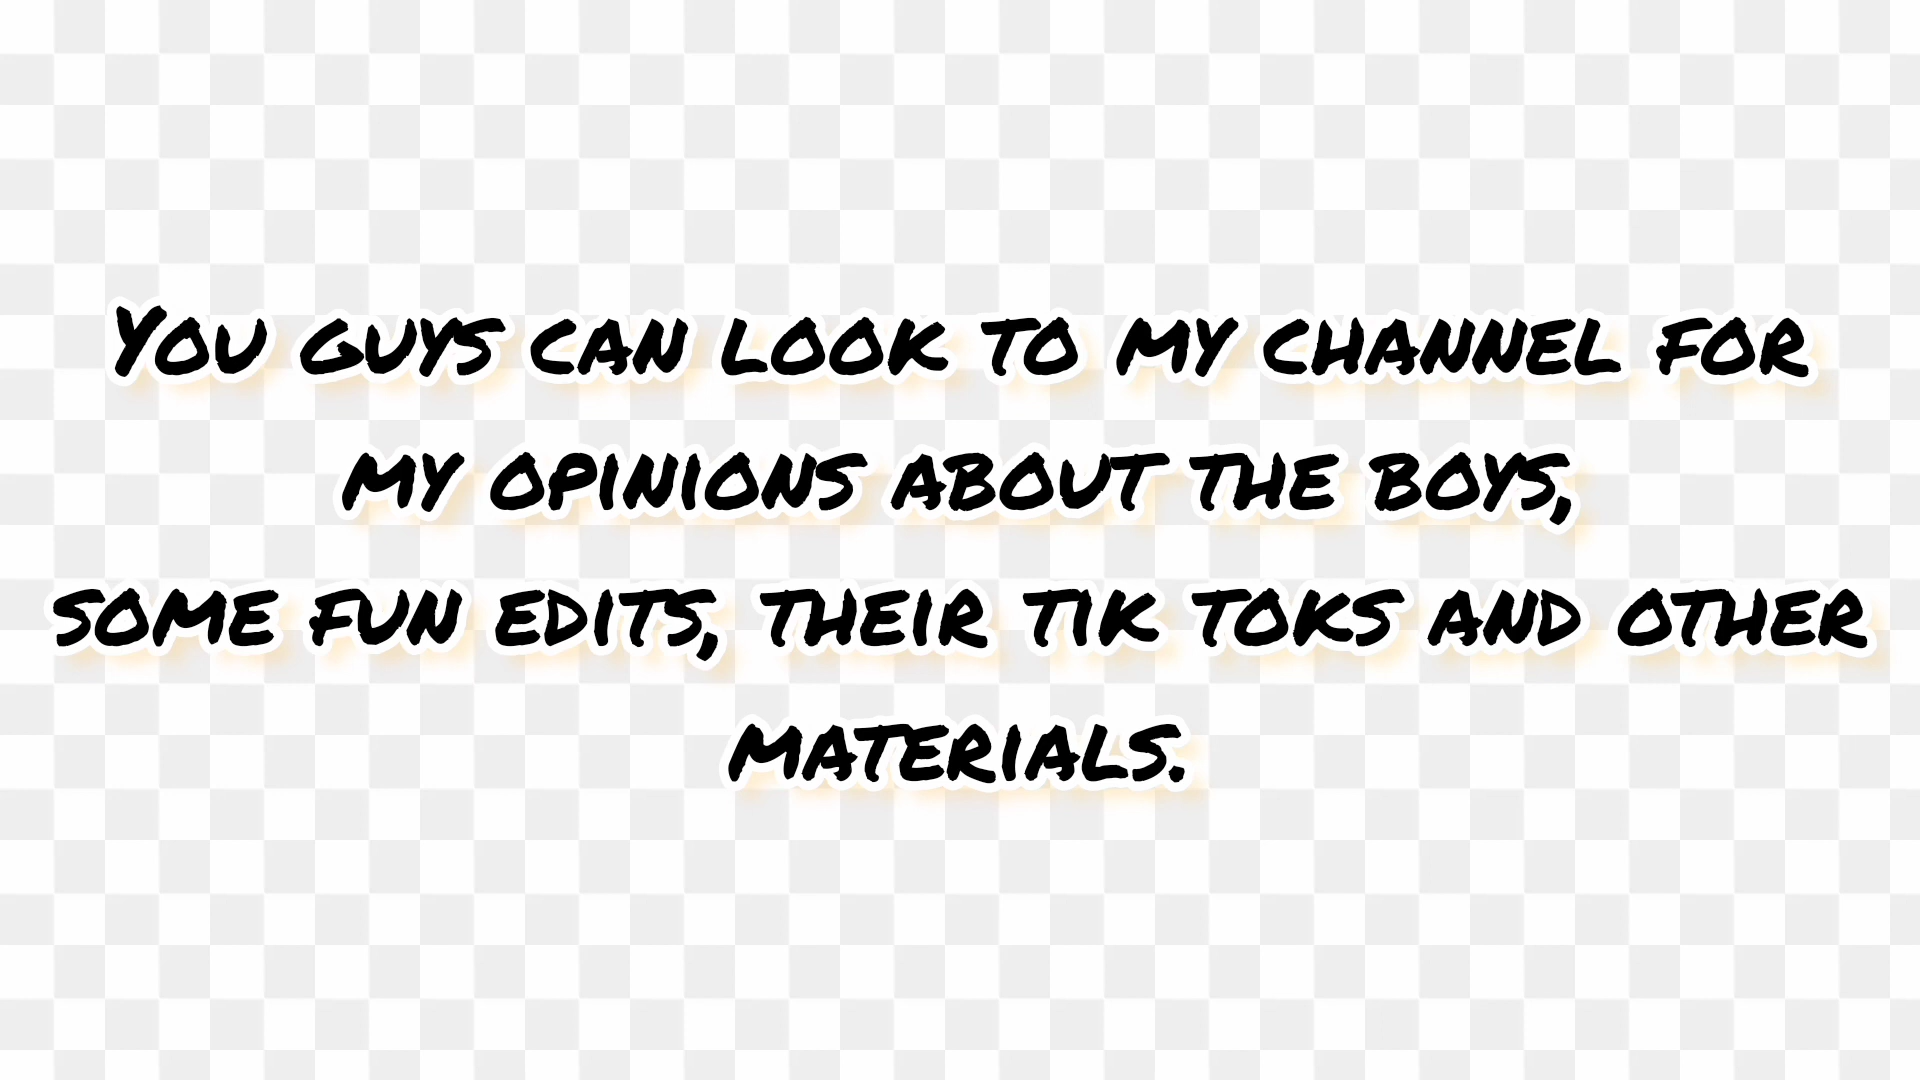 You guys can look to my channel for
my opinions about the boys,
some fun edits, their tik toks and other
materials.